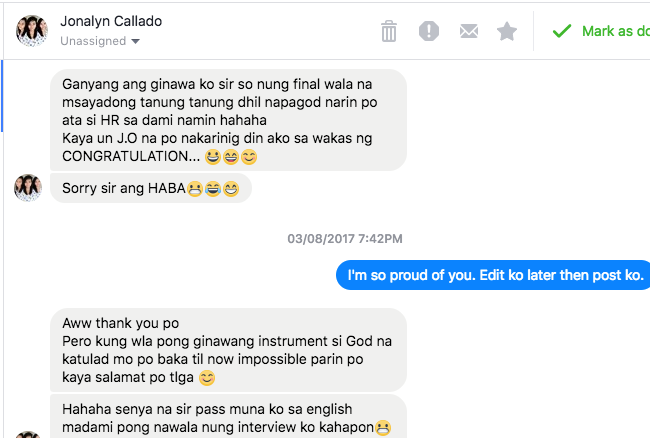 Jonalyn Callado
Unassigned
Mark as do
Ganyang ang ginawa ko sir so nung final wala na
msayadong tanung tanung dhil napagod narin po
ata si HR sa dami namin hahaha
Kaya un J.O na po nakarinig din ako sa wakas ng
CONGRATULATION... 😃😄😊
Sorry sir ang HABA😬😂😁
03/08/2017 7:42PM
I'm so proud of you. Edit ko later then post ko.
Aww thank you po
Pero kung wla pong ginawang instrument si God na
katulad mo po baka til now impossible parin po
kaya salamat po tlga 😊
Hahaha senya na sir pass muna ko sa english
madami pong nawala nung interview ko kahapon😬